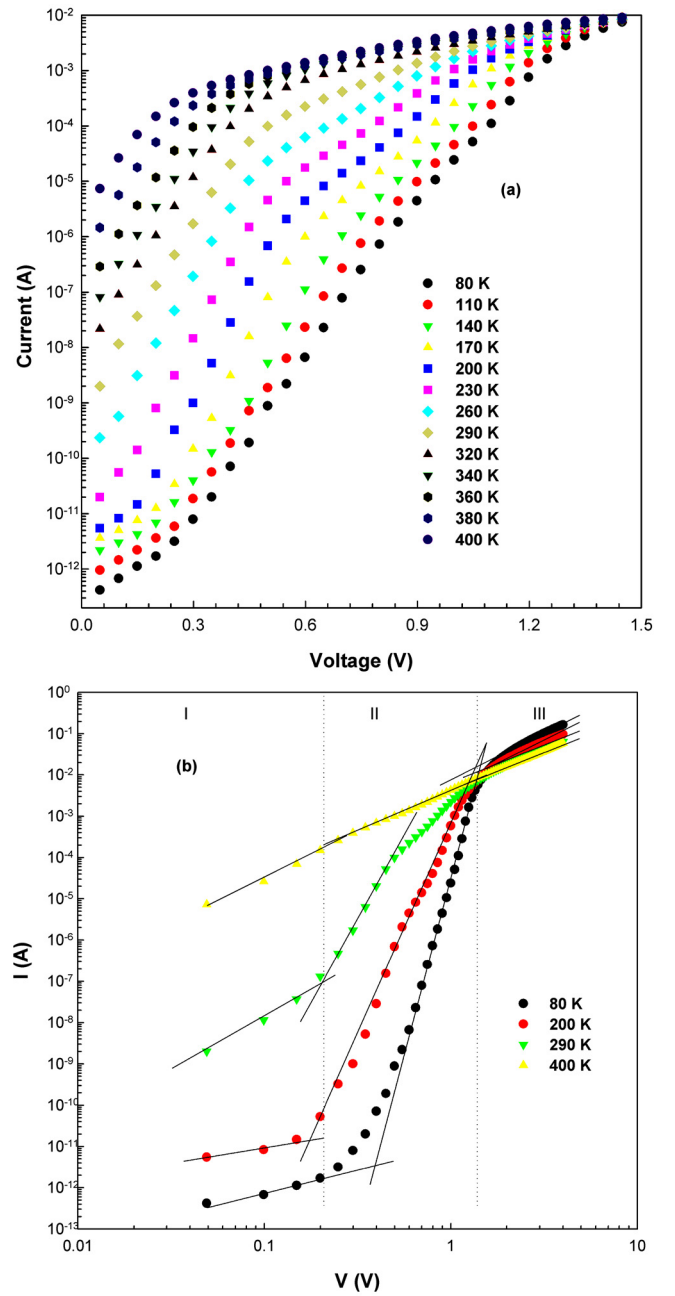 10⁻²
(a)
10⁻³
10⁻⁴
10⁻⁵
10⁻⁶
10⁻⁷
10⁻⁸
10⁻⁹
10⁻¹⁰
10⁻¹¹
10⁻¹²
Current (A)
(a)
80 K
110 K
140 K
170 K
200 K
230 K
260 K
290 K
320 K
340 K
360 K
380 K
400 K
0.0 0.3 0.6 0.9 1.2 1.5
Voltage (V)
10⁰
10⁻¹
10⁻²
10⁻³
10⁻⁴
10⁻⁵
10⁻⁶
10⁻⁷
10⁻⁸
10⁻⁹
10⁻¹⁰
10⁻¹¹
10⁻¹²
10⁻¹³
I (A)
I II III
(b)
80 K
200 K
290 K
400 K
0.01 0.1 1 10
V (V)